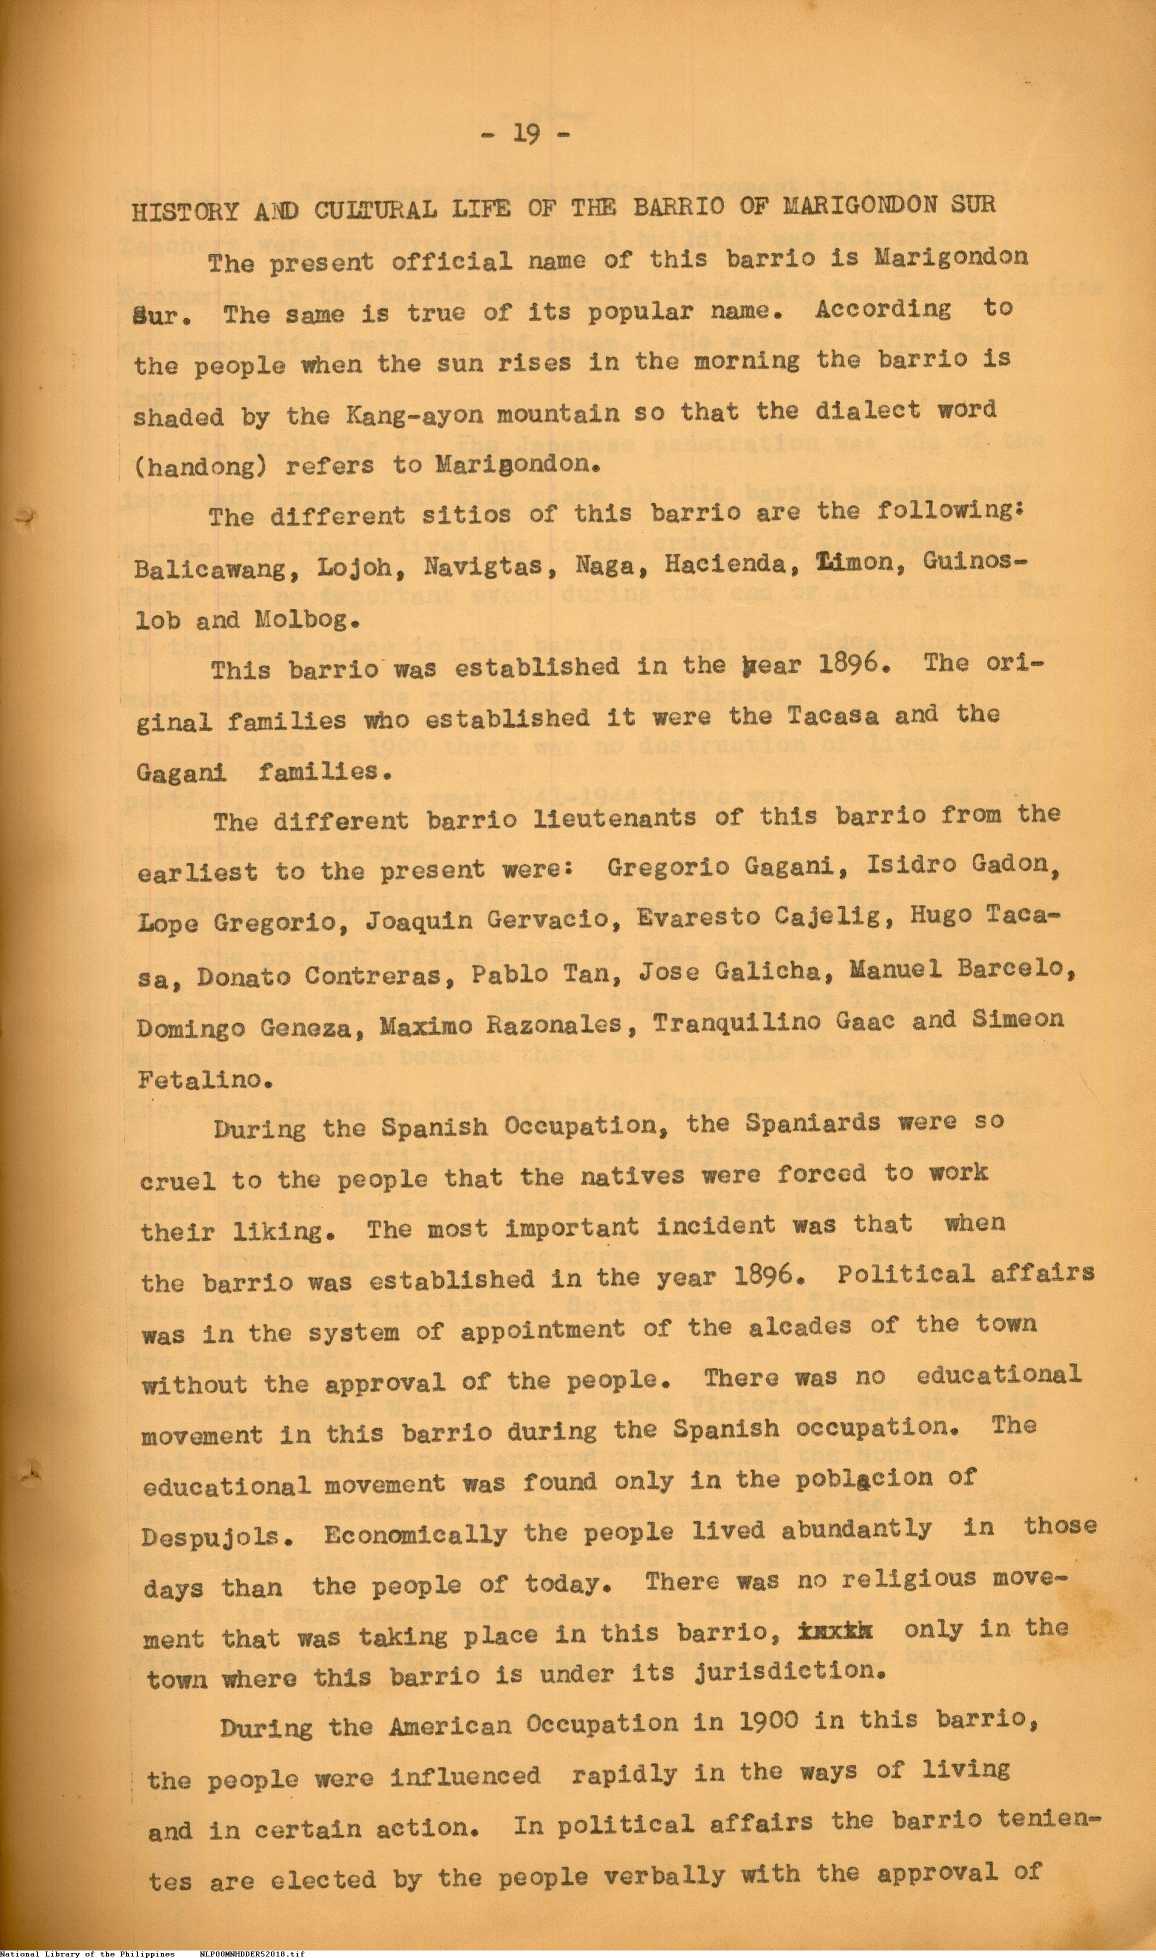 - 19 -
HISTORY AND CULTURAL LIFE OF THE BARRIO OF MARIGONDON SUR
The present official name of this barrio is Marigondon
Sur. The same is true of its popular name. According to
the people when the sun rises in the morning the barrio is
shaded by the Kang-ayon mountain so that the dialect word
(handong) refers to Marigondon.
The different sitios of this barrio are the following:
Balicawang, Lojoh, Navigtas, Naga, Hacienda, Limon, Guinos-
lob and Molbog.
This barrio was established in the year 1896. The ori-
ginal families who established it were the Tacasa and the
Gagani families.
The different barrio lieutenants of this barrio from the
earliest to the present were: Gregorio Gagani, Isidro Gadon,
Lope Gregorio, Joaquin Gervacio, Evaresto Cajelig, Hugo Taca-
sa, Donato Contreras, Pablo Tan, Jose Galicha, Manuel Barcelo,
Domingo Geneza, Maximo Razonales, Tranquilino Gaac and Simeon
Fetalino.
During the Spanish Occupation, the Spaniards were so
cruel to the people that the natives were forced to work
their liking. The most important incident was that when
the barrio was established in the year 1896. Political affairs
was in the system of appointment of the alcades of the town
without the approval of the people. There was no educational
movement in this barrio during the Spanish occupation. The
educational movement was found only in the poblacion of
Despujols. Economically the people lived abundantly in those
days than the people of today. There was no religious move-
ment that was taking place in this barrio, only in the
town where this barrio is under its jurisdiction.
During the American Occupation in 1900 in this barrio,
the people were influenced rapidly in the ways of living
and in certain action. In political affairs the barrio tenien-
tes are elected by the people verbally with the approval of
National Library of the Philippines NLPOOMNHDDER52010.tif